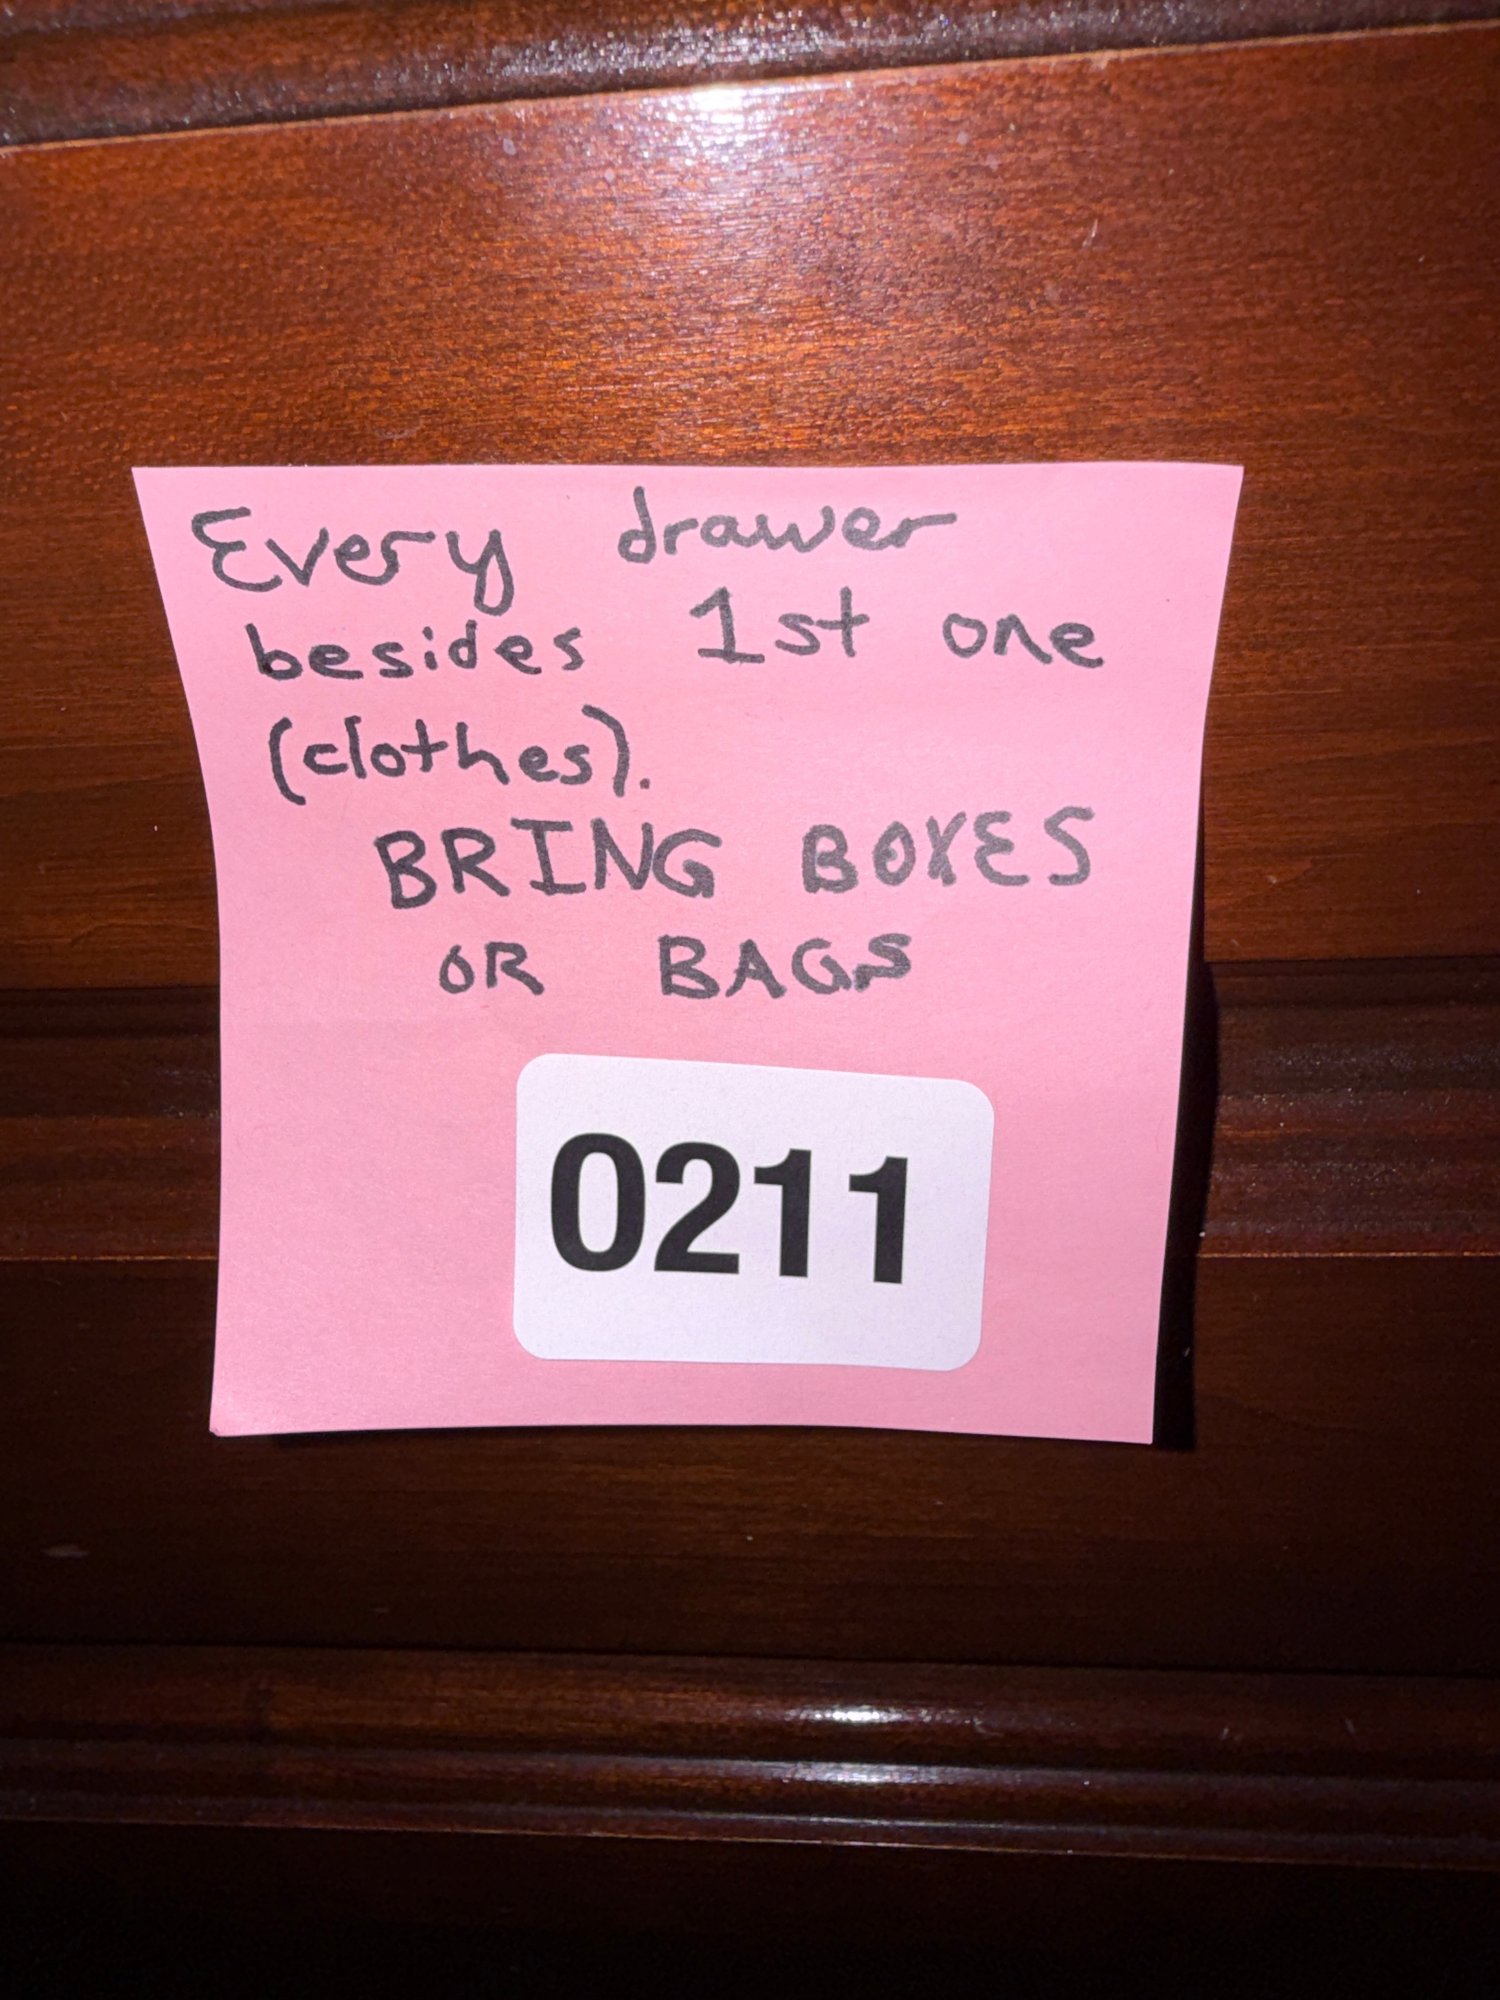 Every drawer
besides 1st one
(clothes).
BRING BOXES
OR BAGS
0211